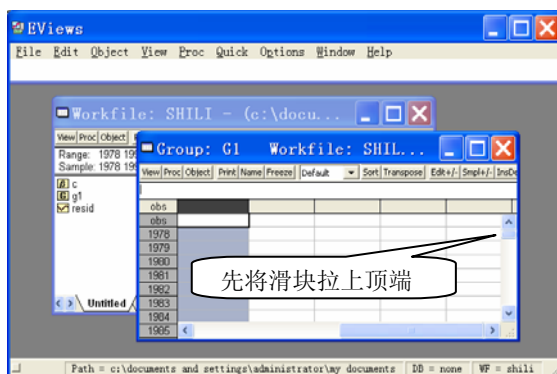 EViews
File Edit Object View Proc Quick Options Window Help
Workfile: SHILI - (c:\docu...
View Proc Object
Range: 1978 199
Sample: 1978 199
c
g1
resid
Untitled
Group: G1 Workfile: SHIL...
View Proc Object Print Name Freeze Default Sort Transpose Edit+/- Smpl+/- InsDe
obs
obs
1978
1979
1980
1981
1982
1983
1984
1985
先将滑块拉上顶端
Path = c:\documents and settings\administrator\my documents DB = none WF = shili